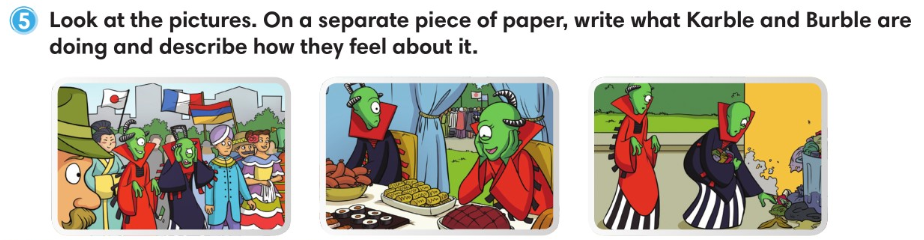 5 Look at the pictures. On a separate piece of paper, write what Karble and Burble are
doing and describe how they feel about it.